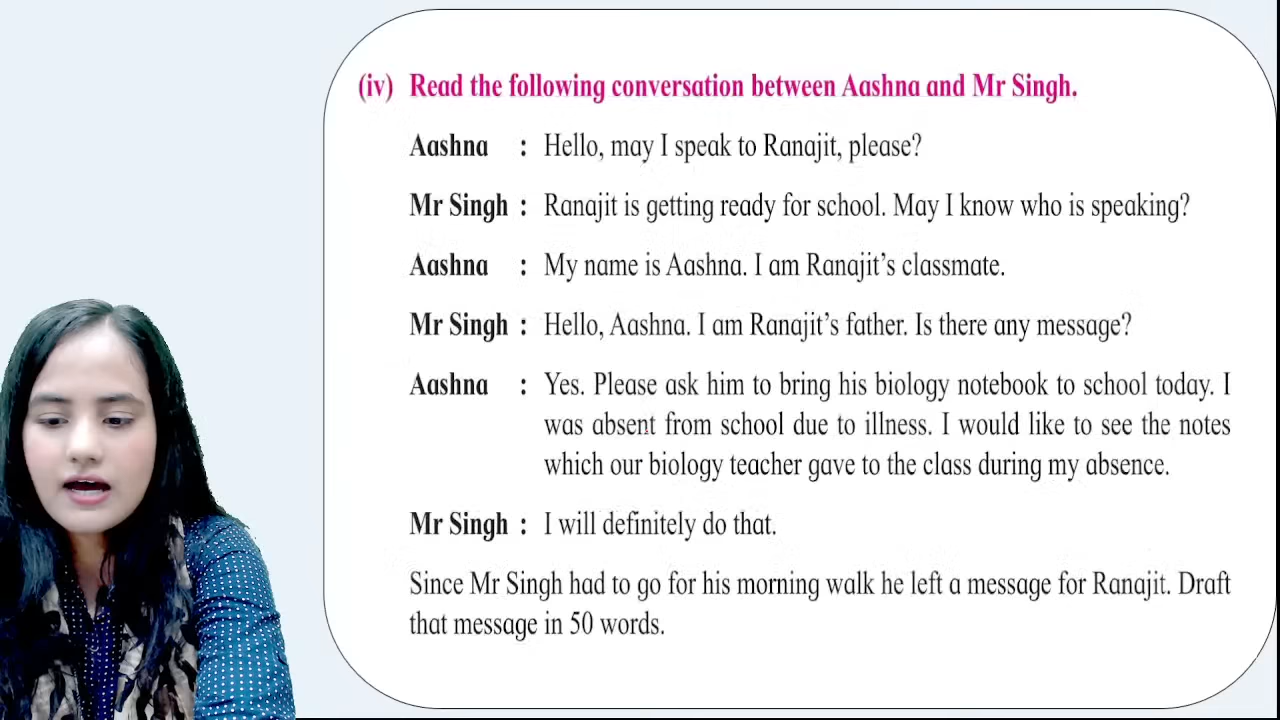 (iv) Read the following conversation between Aashna and Mr Singh.
Aashna : Hello, may I speak to Ranajit, please?
Mr Singh : Ranajit is getting ready for school. May I know who is speaking?
Aashna : My name is Aashna. I am Ranajit's classmate.
Mr Singh : Hello, Aashna. I am Ranajit's father. Is there any message?
Aashna : Yes. Please ask him to bring his biology notebook to school today. I
was absent from school due to illness. I would like to see the notes
which our biology teacher gave to the class during my absence.
Mr Singh : I will definitely do that.
Since Mr Singh had to go for his morning walk he left a message for Ranajit. Draft
that message in 50 words.